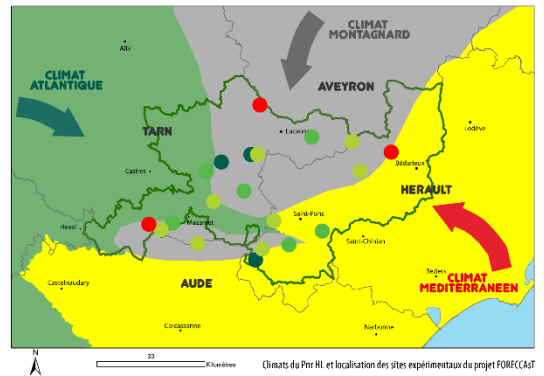 CLIMAT
MONTAGNARD
Albi
CLIMAT
ATLANTIQUE
AVEYRON
TARN
Lacaune
Lodève
Castres
Bédarieux
HERAULT
Revel
Mazamet
Saint-Pons
Saint-Chinian
Béziers
CLIMAT
MEDITERRANEEN
AUDE
Castelnaudary
Carcassonne
Narbonne
N
33
Kilomètres
Climats du Pnr HL et localisation des sites expérimentaux du projet FORECCAsT